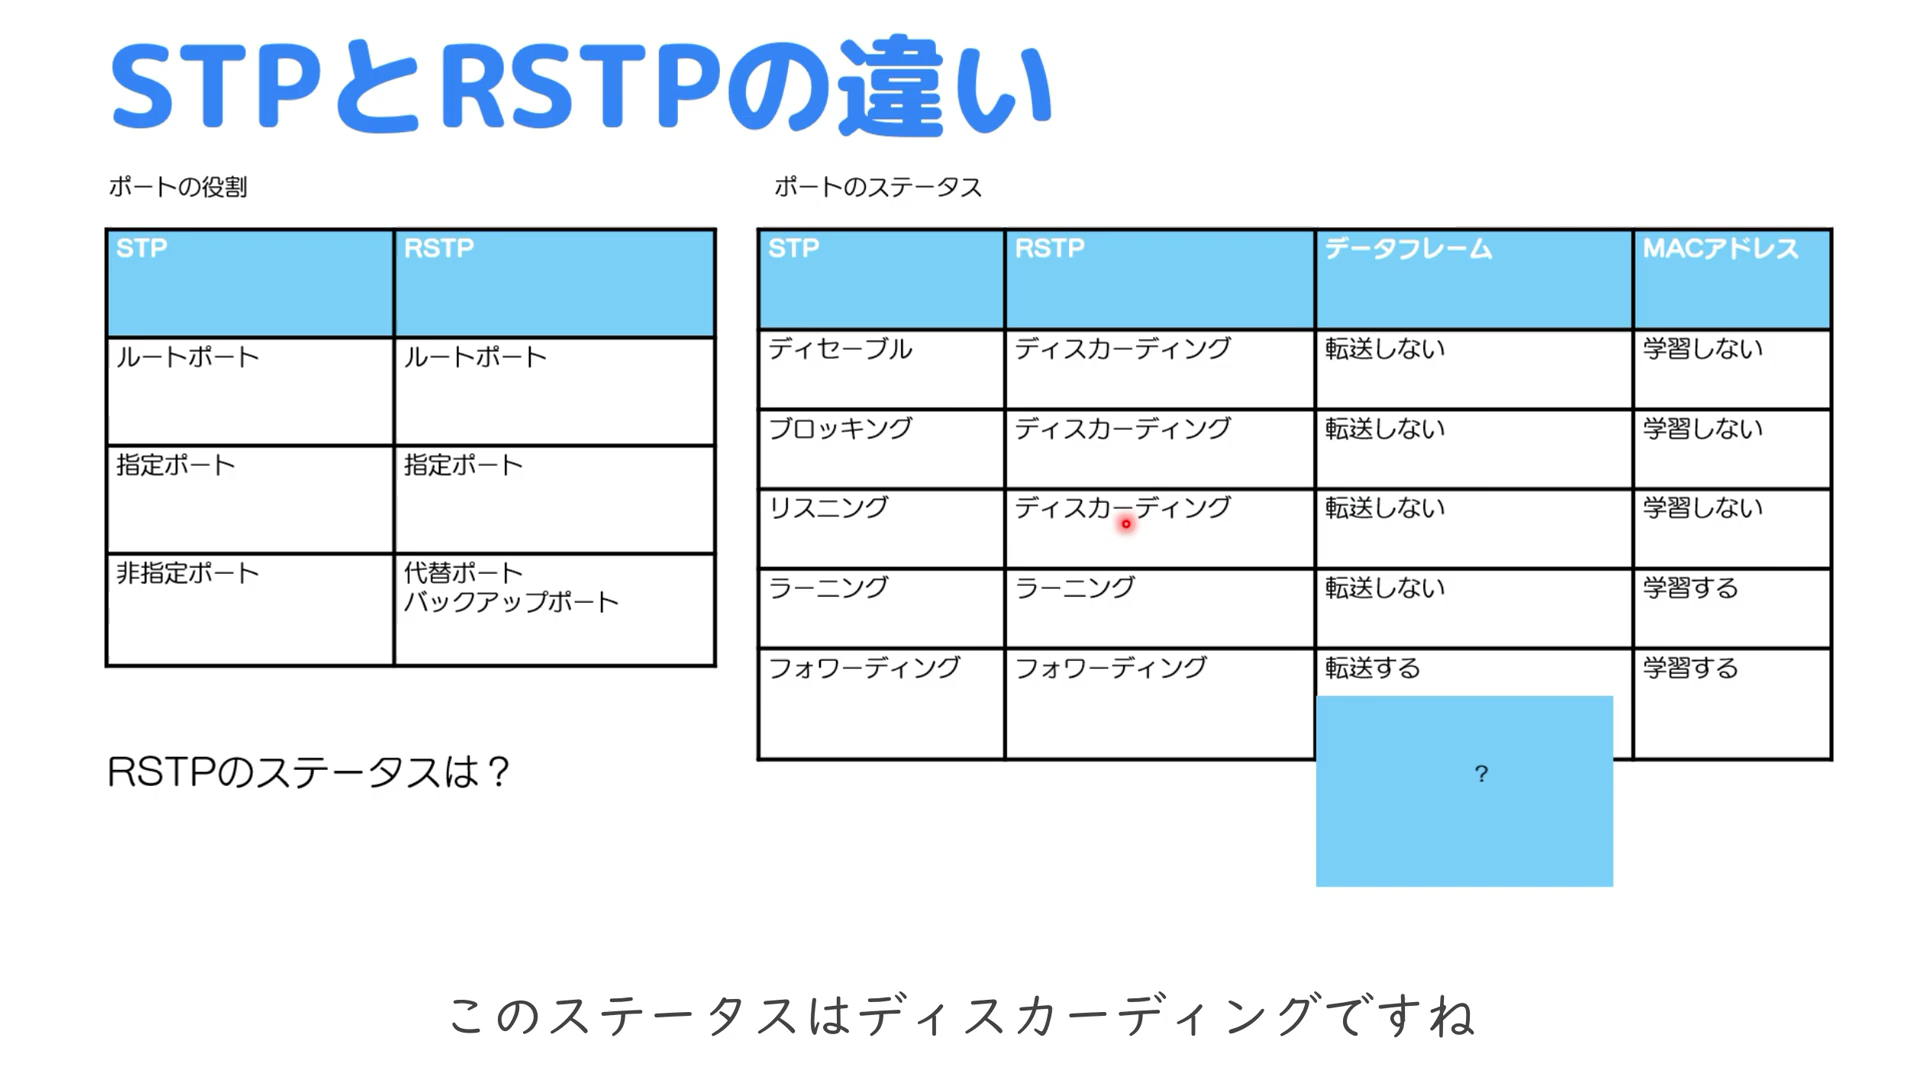 STPとRSTPの違い
ポートの役割
STP
RSTP
ルートポート
ルートポート
指定ポート
指定ポート
非指定ポート
代替ポート
バックアップポート
ポートのステータス
STP
RSTP
データフレーム
MACアドレス
ディセーブル
ディスカーディング
転送しない
学習しない
ブロッキング
ディスカーディング
転送しない
学習しない
リスニング
ディスカーディング
転送しない
学習しない
ラーニング
ラーニング
転送しない
学習する
フォワーディング
フォワーディング
転送する
学習する
?
RSTPのステータスは？
このステータスはディスカーディングですね